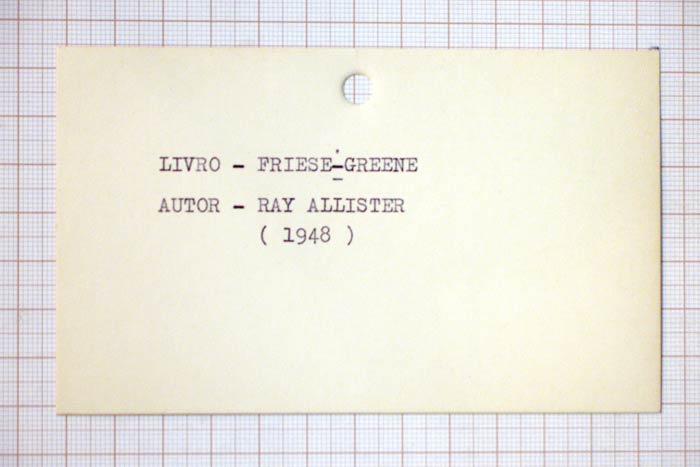 LIVRO - FRIESE-GREENE
AUTOR - RAY ALLISTER
( 1948 )